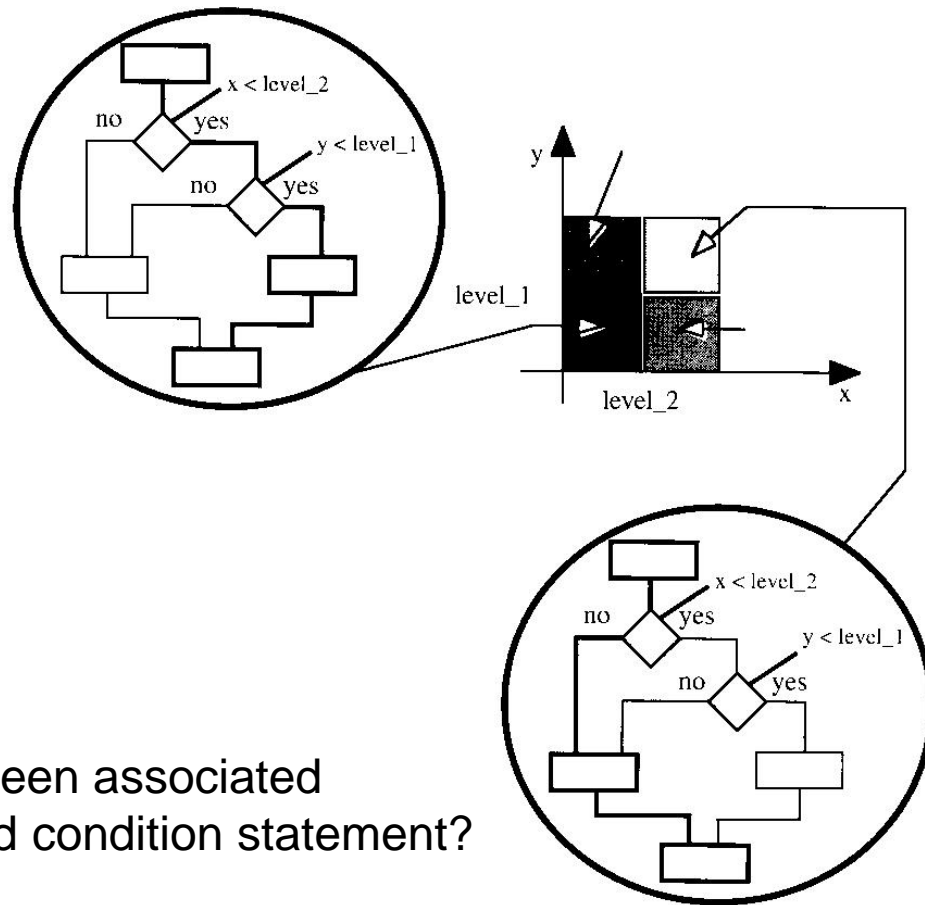 x < level_2
no
yes
y < level_1
no
yes
y
level_1
level_2
x
x < level_2
no
yes
y < level_1
no
yes
een associated
d condition statement?